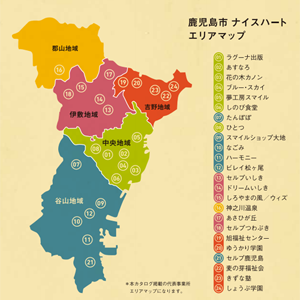 鹿児島市 ナイスハート
エリアマップ
郡山地域
吉野地域
伊敷地域
中央地域
谷山地域
16
17
19
20
23
22
24
18
14
15
13
07
09
10
12
11
21
01 ラグーナ出版
02 あすなろ
03 花の木カノン
04 ブルー・スカイ
05 夢工房スマイル
06 しのび食堂
07 たんぽぽ
08 ひとつ
09 スマイルショップ大地
10 なごみ
11 ハーモニー
12 ビレイ松ヶ尾
13 セルプいしき
14 ドリームいしき
15 しろやまの風/ウィズ
16 神之川温泉
17 あさひが丘
18 セルプつわぶき
19 旭福祉センター
20 ゆうかり学園
21 セルプ鹿児島
22 麦の芽福祉会
23 きずな塾
24 しょうぶ学園
＊本カタログ掲載の代表事業所
エリアマップになります。